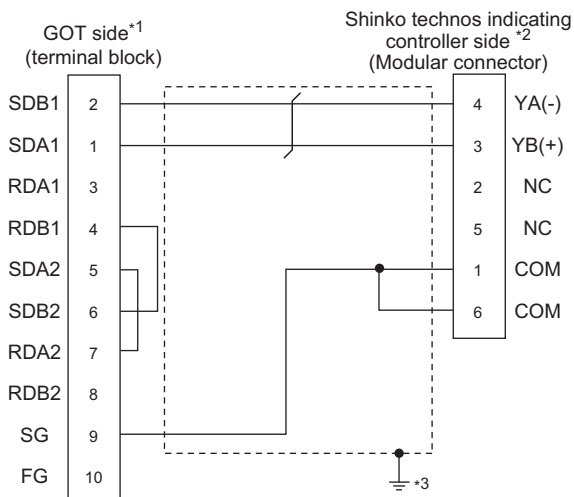 GOT side*1
(terminal block)
Shinko technos indicating
controller side *2
(Modular connector)
SDB1 2 4 YA(-)
SDA1 1 3 YB(+)
RDA1 3 2 NC
RDB1 4 5 NC
SDA2 5 1 COM
SDB2 6 6 COM
RDA2 7
RDB2 8
SG 9
FG 10
*3